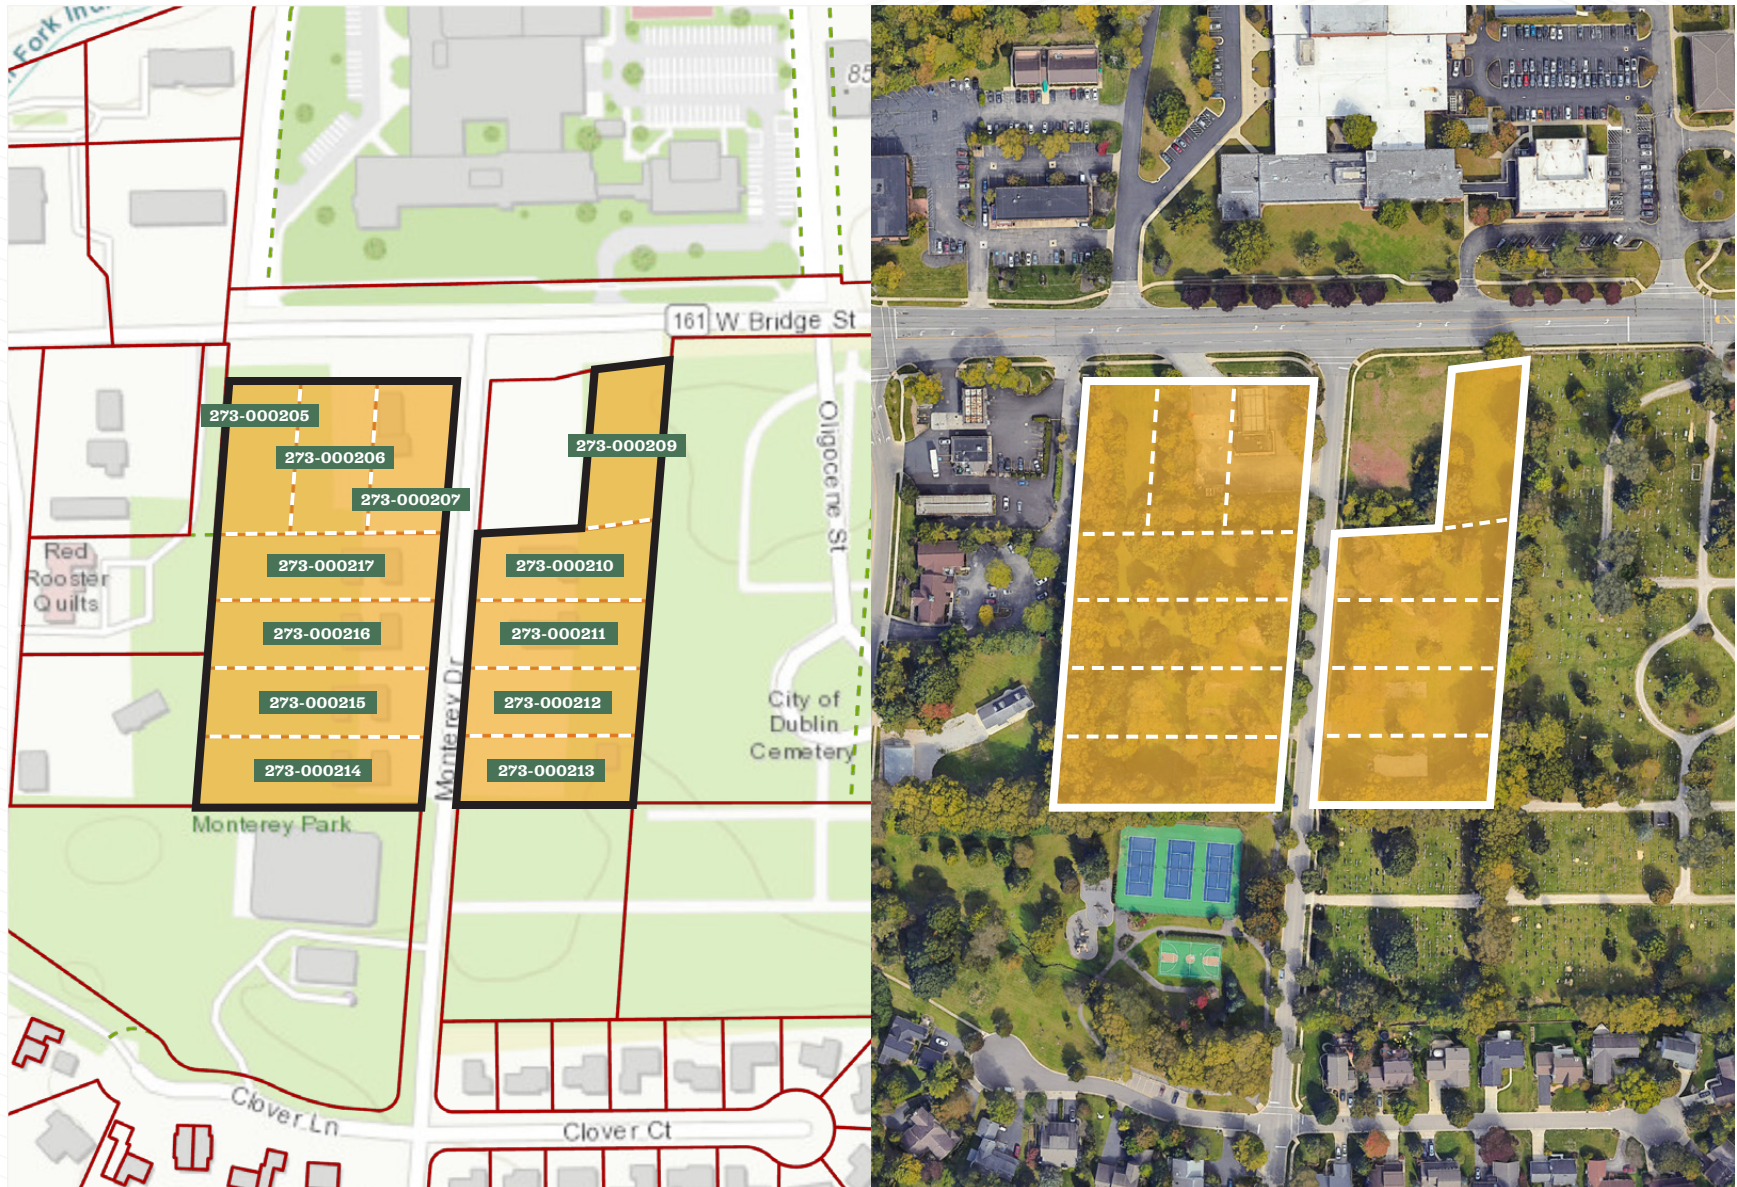 Fork Ind
85
161 W Bridge St
273-000205
273-000206
273-000207
273-000209
Oligocene St
Red
Rooster
Quilts
273-000217
273-000210
273-000216
273-000211
273-000215
273-000212
273-000214
273-000213
Monterey Dr
City of
Dublin
Cemetery
Monterey Park
Clover Ln
Clover Ct